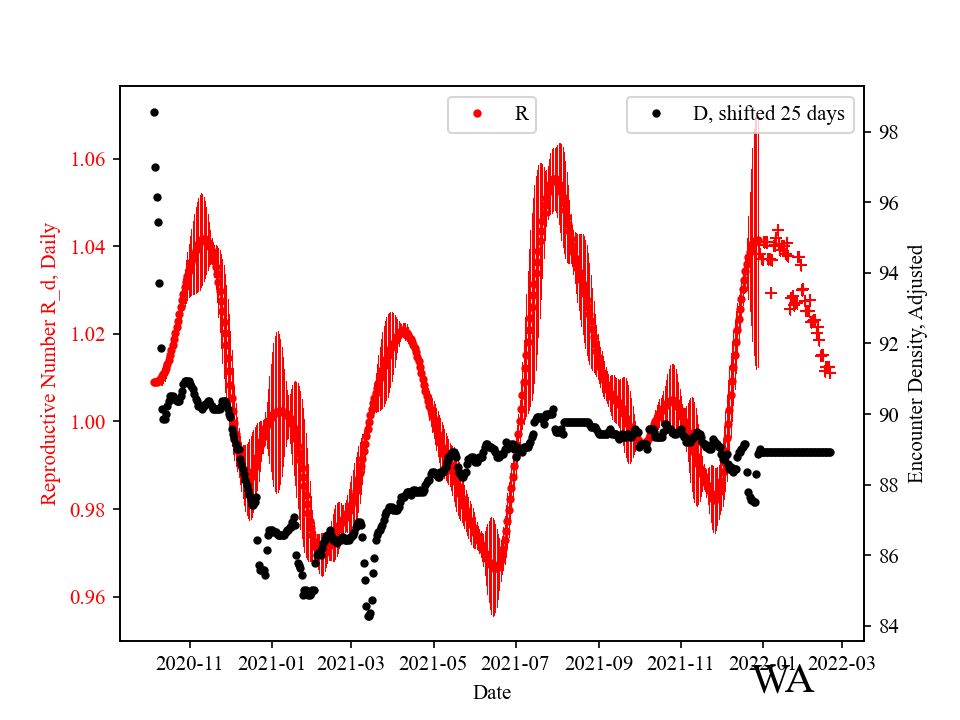 R
D, shifted 25 days
Reproductive Number R_d, Daily
1.06
1.04
1.02
1.00
0.98
0.96
98
96
94
92
90
88
86
84
Encounter Density, Adjusted
2020-11 2021-01 2021-03 2021-05 2021-07 2021-09 2021-11 2022-01 2022-03
Date
WA